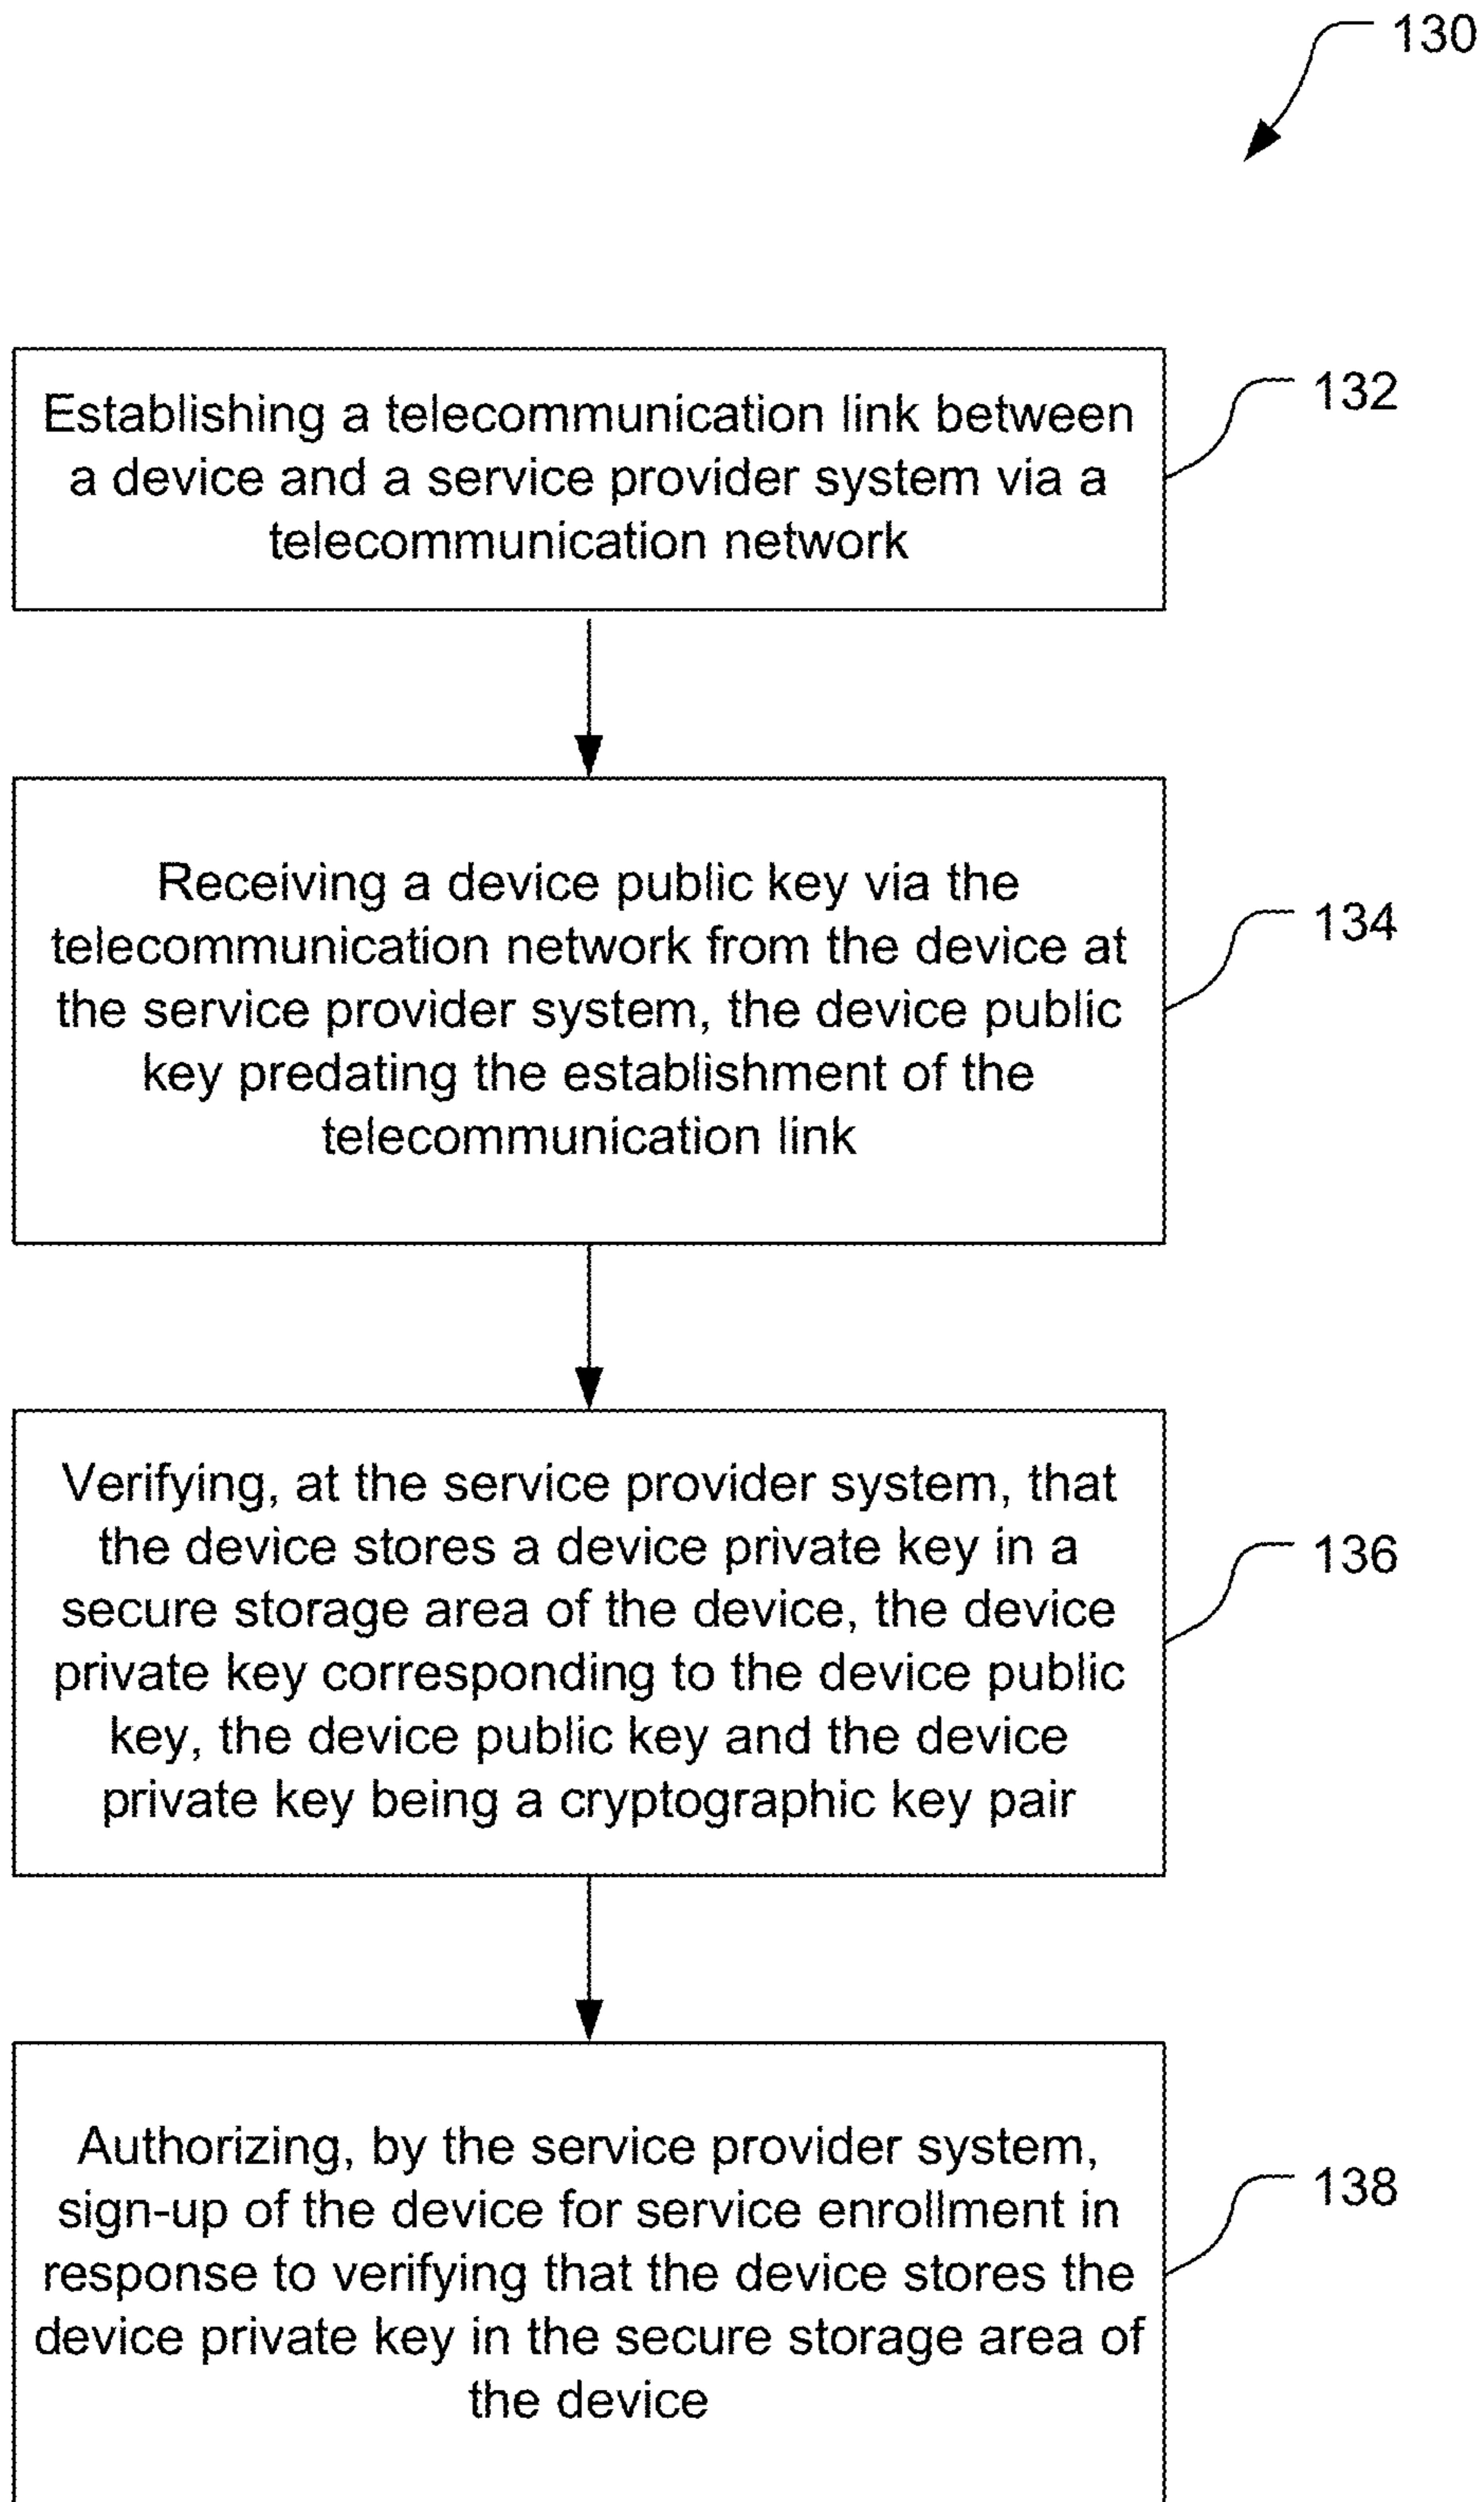 130
Establishing a telecommunication link between
a device and a service provider system via a
telecommunication network
132
Receiving a device public key via the
telecommunication network from the device at
the service provider system, the device public
key predating the establishment of the
telecommunication link
134
Verifying, at the service provider system, that
the device stores a device private key in a
secure storage area of the device, the device
private key corresponding to the device public
key, the device public key and the device
private key being a cryptographic key pair
136
Authorizing, by the service provider system,
sign-up of the device for service enrollment in
response to verifying that the device stores the
device private key in the secure storage area of
the device
138